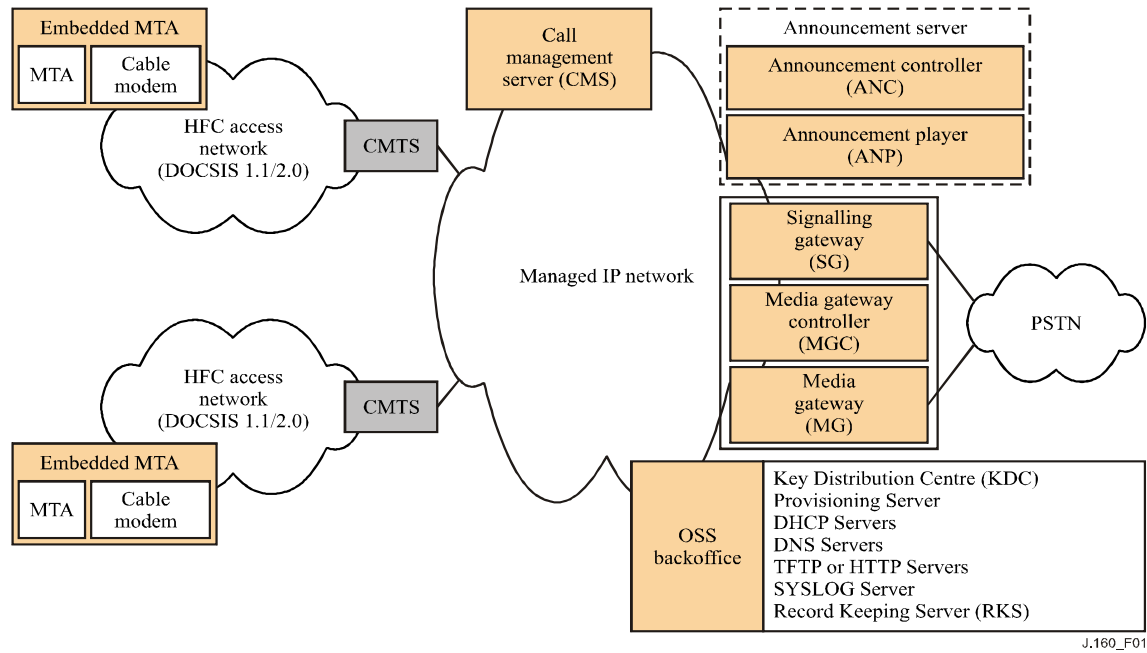 Embedded MTA
MTA
Cable
modem
HFC access
network
(DOCSIS 1.1/2.0)
CMTS
Call
management
server (CMS)
Announcement server
Announcement controller
(ANC)
Announcement player
(ANP)
Managed IP network
Signalling
gateway
(SG)
Media gateway
controller
(MGC)
Media
gateway
(MG)
PSTN
HFC access
network
(DOCSIS 1.1/2.0)
CMTS
Embedded MTA
MTA
Cable
modem
OSS
backoffice
Key Distribution Centre (KDC)
Provisioning Server
DHCP Servers
DNS Servers
TFTP or HTTP Servers
SYSLOG Server
Record Keeping Server (RKS)
J.160_F01